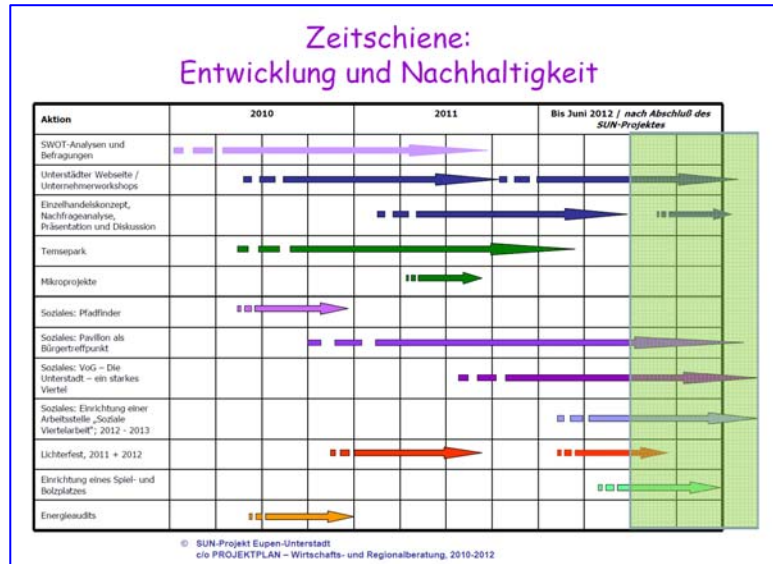 Zeitschiene:
Entwicklung und Nachhaltigkeit
Aktion
2010
2011
Bis Juni 2012 / nach Abschluß des
SUN-Projektes
SWOT-Analysen und
Befragungen
Unterstädter Webseite /
Unternehmerworkshops
Einzelhandelskonzept,
Nachfrageanalyse,
Präsentation und Diskussion
Temsepark
Mikroprojekte
Soziales: Pfadfinder
Soziales: Pavillon als
Bürgertreffpunkt
Soziales: VoG – Die
Unterstadt – ein starkes
Viertel
Soziales: Einrichtung einer
Arbeitsstelle „Soziale
Viertelarbeit"; 2012 - 2013
Lichterfest, 2011 + 2012
Einrichtung eines Spiel- und
Bolzplatzes
Energieaudits
© SUN-Projekt Eupen-Unterstadt
c/o PROJEKTPLAN – Wirtschafts- und Regionalberatung, 2010-2012